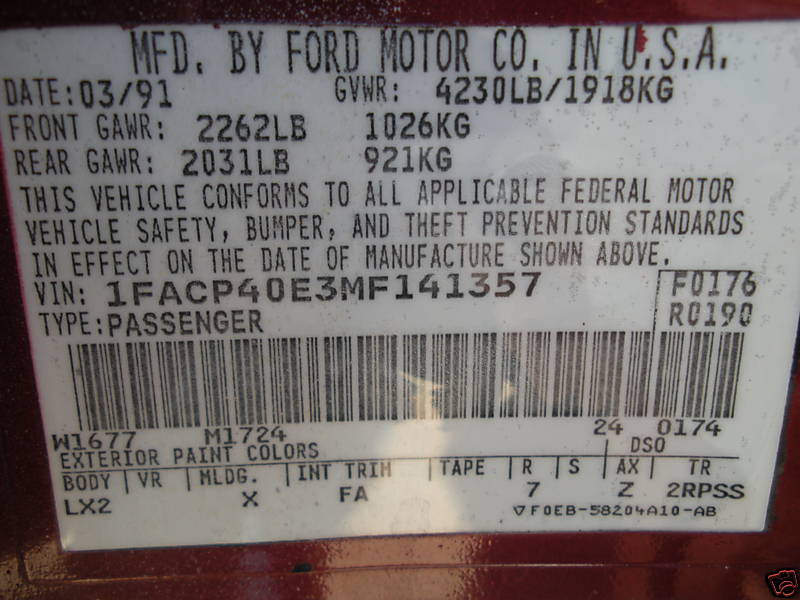 MFD. BY FORD MOTOR CO. IN U.S.A.
DATE: 03/91 GVWR: 4230LB/1918KG
FRONT GAWR: 2262LB 1026KG
REAR GAWR: 2031LB 921KG
THIS VEHICLE CONFORMS TO ALL APPLICABLE FEDERAL MOTOR
VEHICLE SAFETY, BUMPER, AND THEFT PREVENTION STANDARDS
IN EFFECT ON THE DATE OF MANUFACTURE SHOWN ABOVE.
VIN: 1FACP40E3MF141357 F0176
TYPE: PASSENGER R0190
W1677 M1724 24 0174
EXTERIOR PAINT COLORS DSO
BODY VR MLDG. INT TRIM TAPE R S AX TR
LX2 X FA 7 Z 2RPSS
F0EB-58204A10-AB